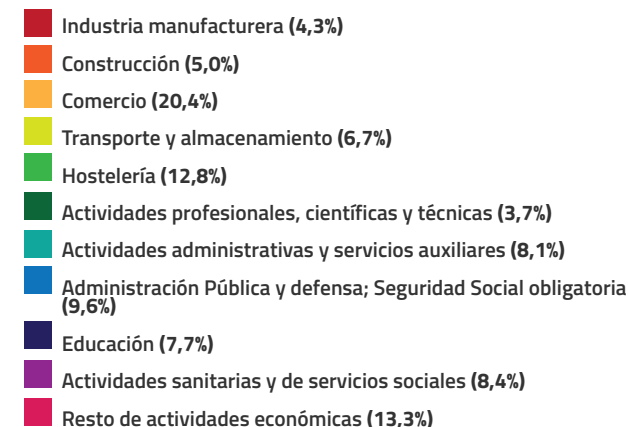 Industria manufacturera (4,3%)
Construcción (5,0%)
Comercio (20,4%)
Transporte y almacenamiento (6,7%)
Hostelería (12,8%)
Actividades profesionales, científicas y técnicas (3,7%)
Actividades administrativas y servicios auxiliares (8,1%)
Administración Pública y defensa; Seguridad Social obligatoria
(9,6%)
Educación (7,7%)
Actividades sanitarias y de servicios sociales (8,4%)
Resto de actividades económicas (13,3%)